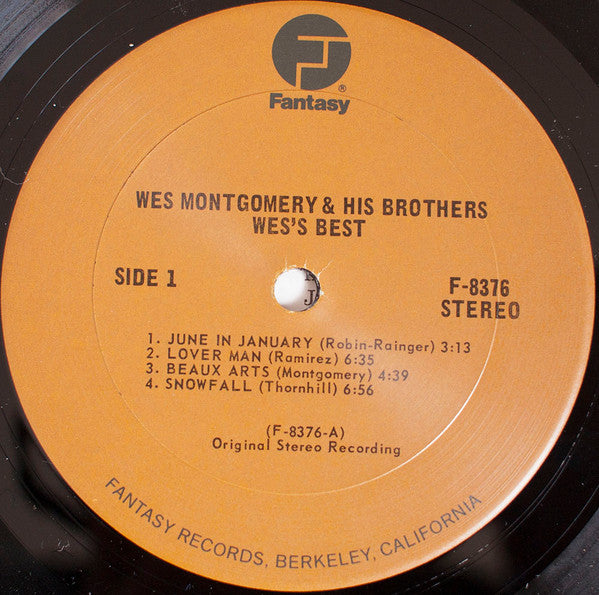 F
®
Fantasy
WES MONTGOMERY & HIS BROTHERS
WES'S BEST
SIDE 1
F-8376
STEREO
1. JUNE IN JANUARY (Robin-Rainger) 3:13
2. LOVER MAN (Ramirez) 6:35
3. BEAUX ARTS (Montgomery) 4:39
4. SNOWFALL (Thornhill) 6:56
(F-8376-A)
Original Stereo Recording
FANTASY RECORDS, BERKELEY, CALIFORNIA